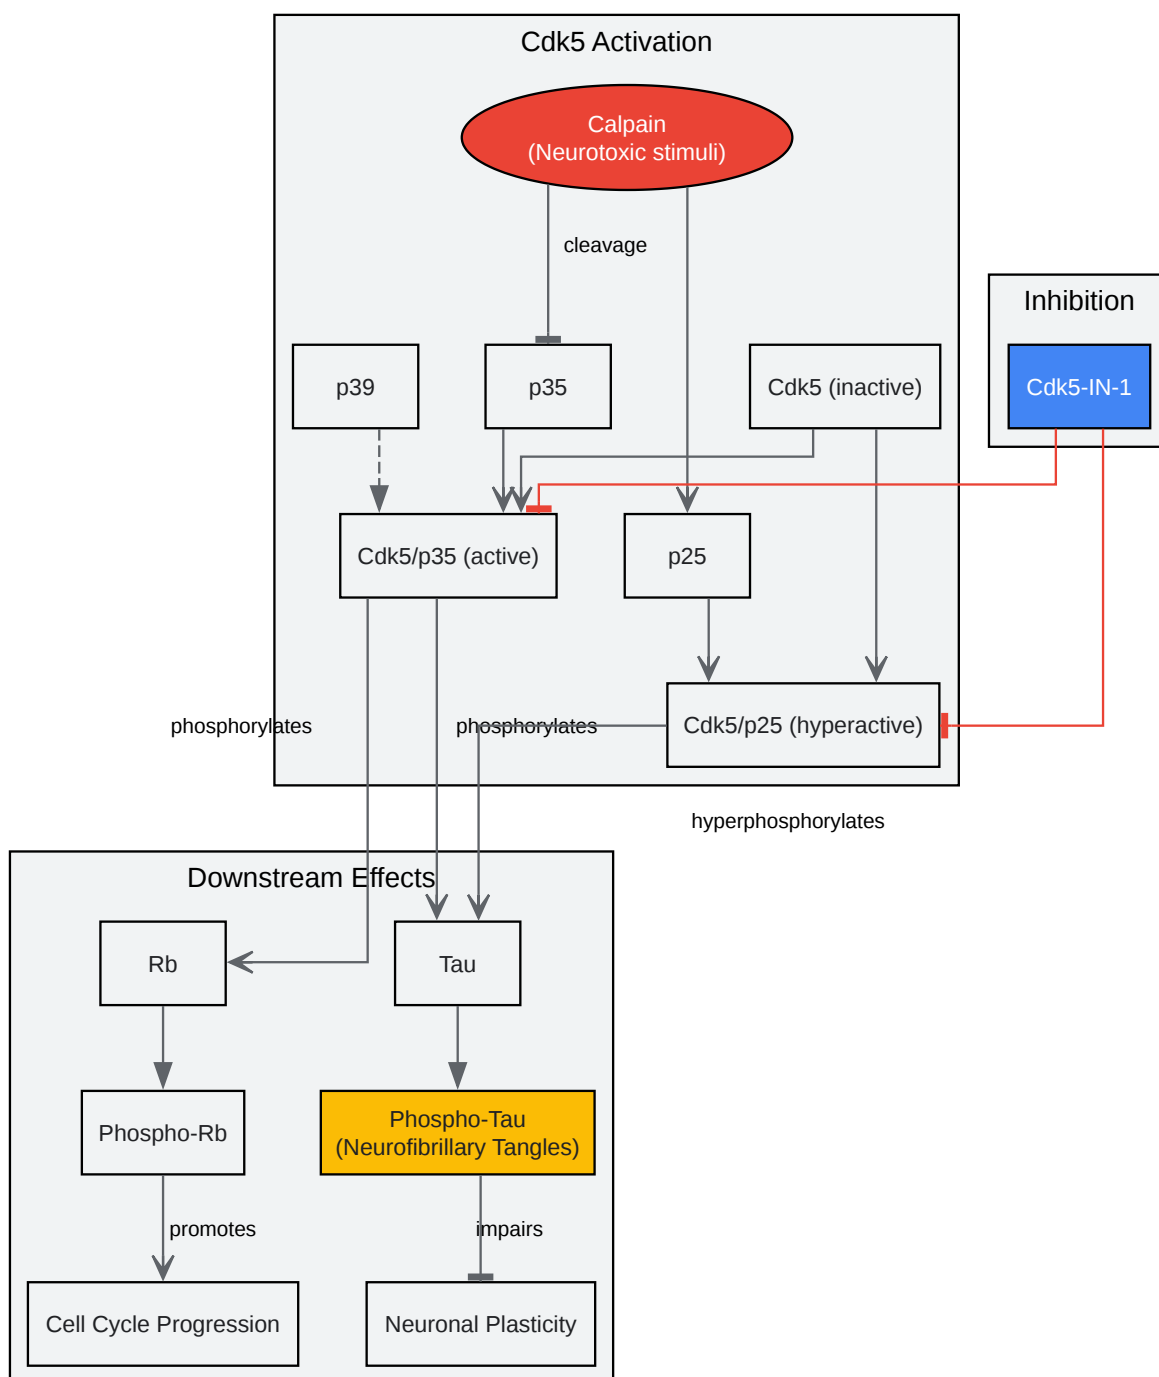 Cdk5 Activation
Calpain
(Neurotoxic stimuli)
cleavage
Inhibition
p39
p35
Cdk5 (inactive)
Cdk5-IN-1
Cdk5/p35 (active)
p25
phosphorylates
phosphorylates
Cdk5/p25 (hyperactive)
hyperphosphorylates
Downstream Effects
Rb
Tau
Phospho-Rb
Phospho-Tau
(Neurofibrillary Tangles)
promotes
impairs
Cell Cycle Progression
Neuronal Plasticity